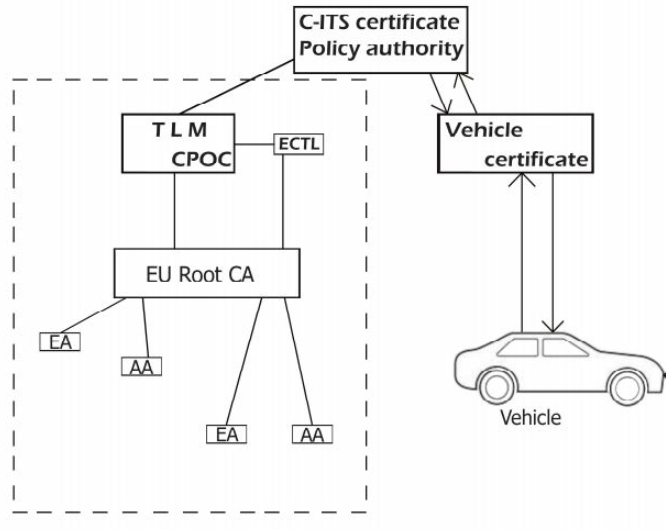 C-ITS certificate
Policy authority
T L M
CPOC
ECTL
Vehicle
certificate
EU Root CA
EA
AA
EA
AA
Vehicle